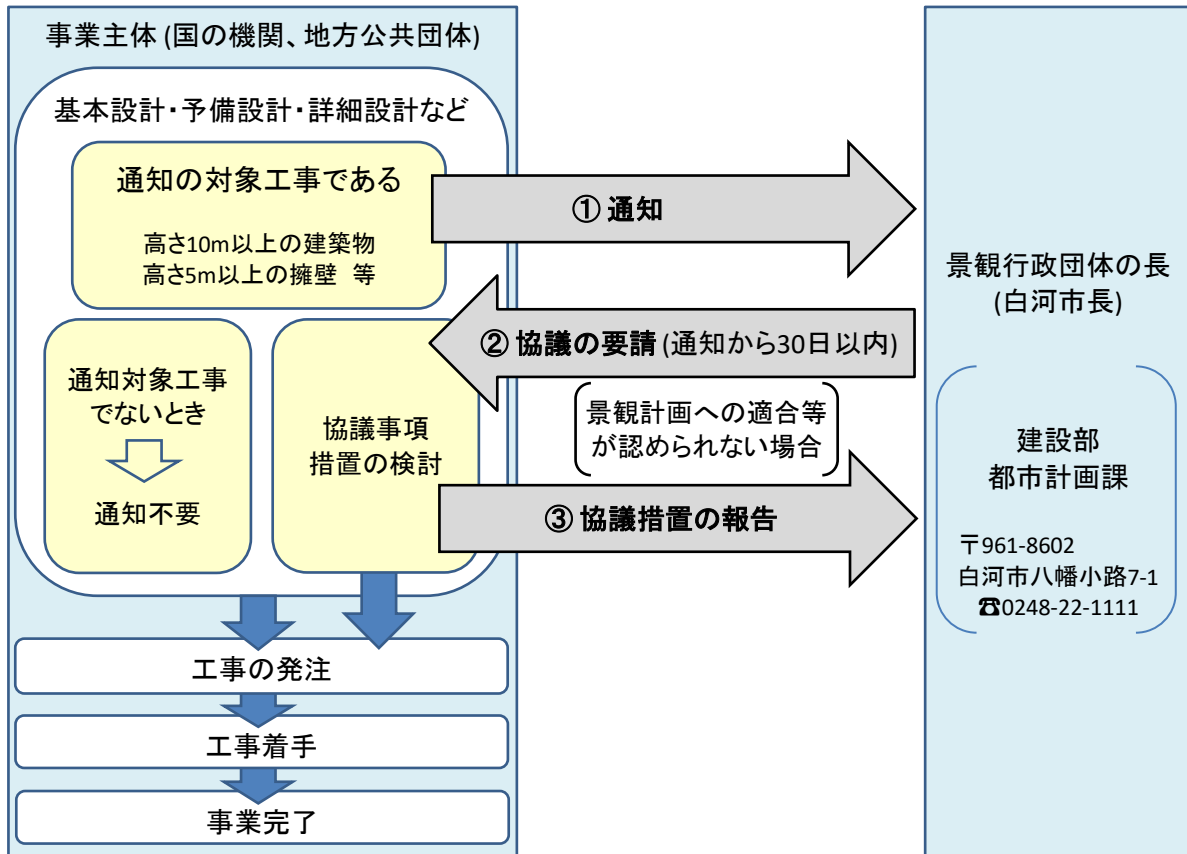 事業主体 (国の機関、地方公共団体)
基本設計・予備設計・詳細設計など
通知の対象工事である
高さ10m以上の建築物
高さ5m以上の擁壁 等
通知対象工事
でないとき
通知不要
協議事項
措置の検討
① 通知
② 協議の要請 (通知から30日以内)
景観計画への適合等
が認められない場合
③ 協議措置の報告
工事の発注
工事着手
事業完了
景観行政団体の長
(白河市長)
建設部
都市計画課
〒961-8602
白河市八幡小路7-1
☎0248-22-1111